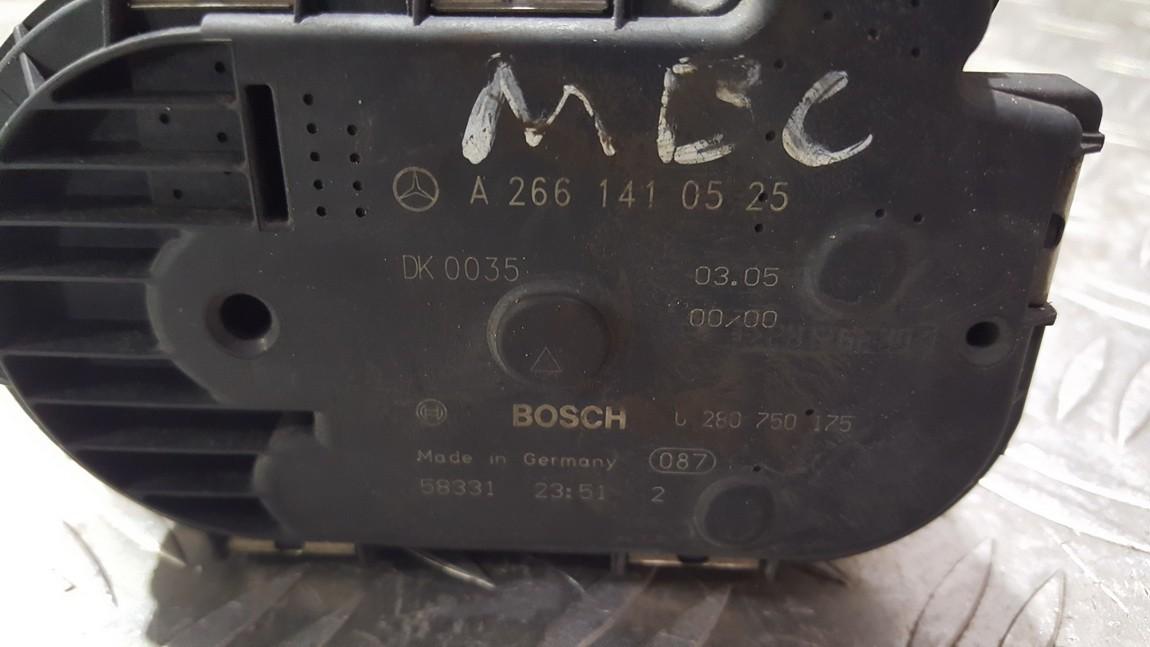 MBC
A 266 141 05 25
DK 0035 03.05
00/00
BOSCH 0 280 750 175
Made in Germany 087
58331 23:51 2